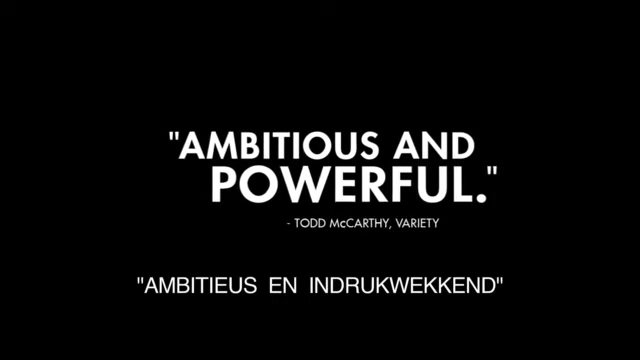 "AMBITIOUS AND
POWERFUL."
- TODD McCARTHY, VARIETY
"AMBITIEUS EN INDRUKWEKKEND"